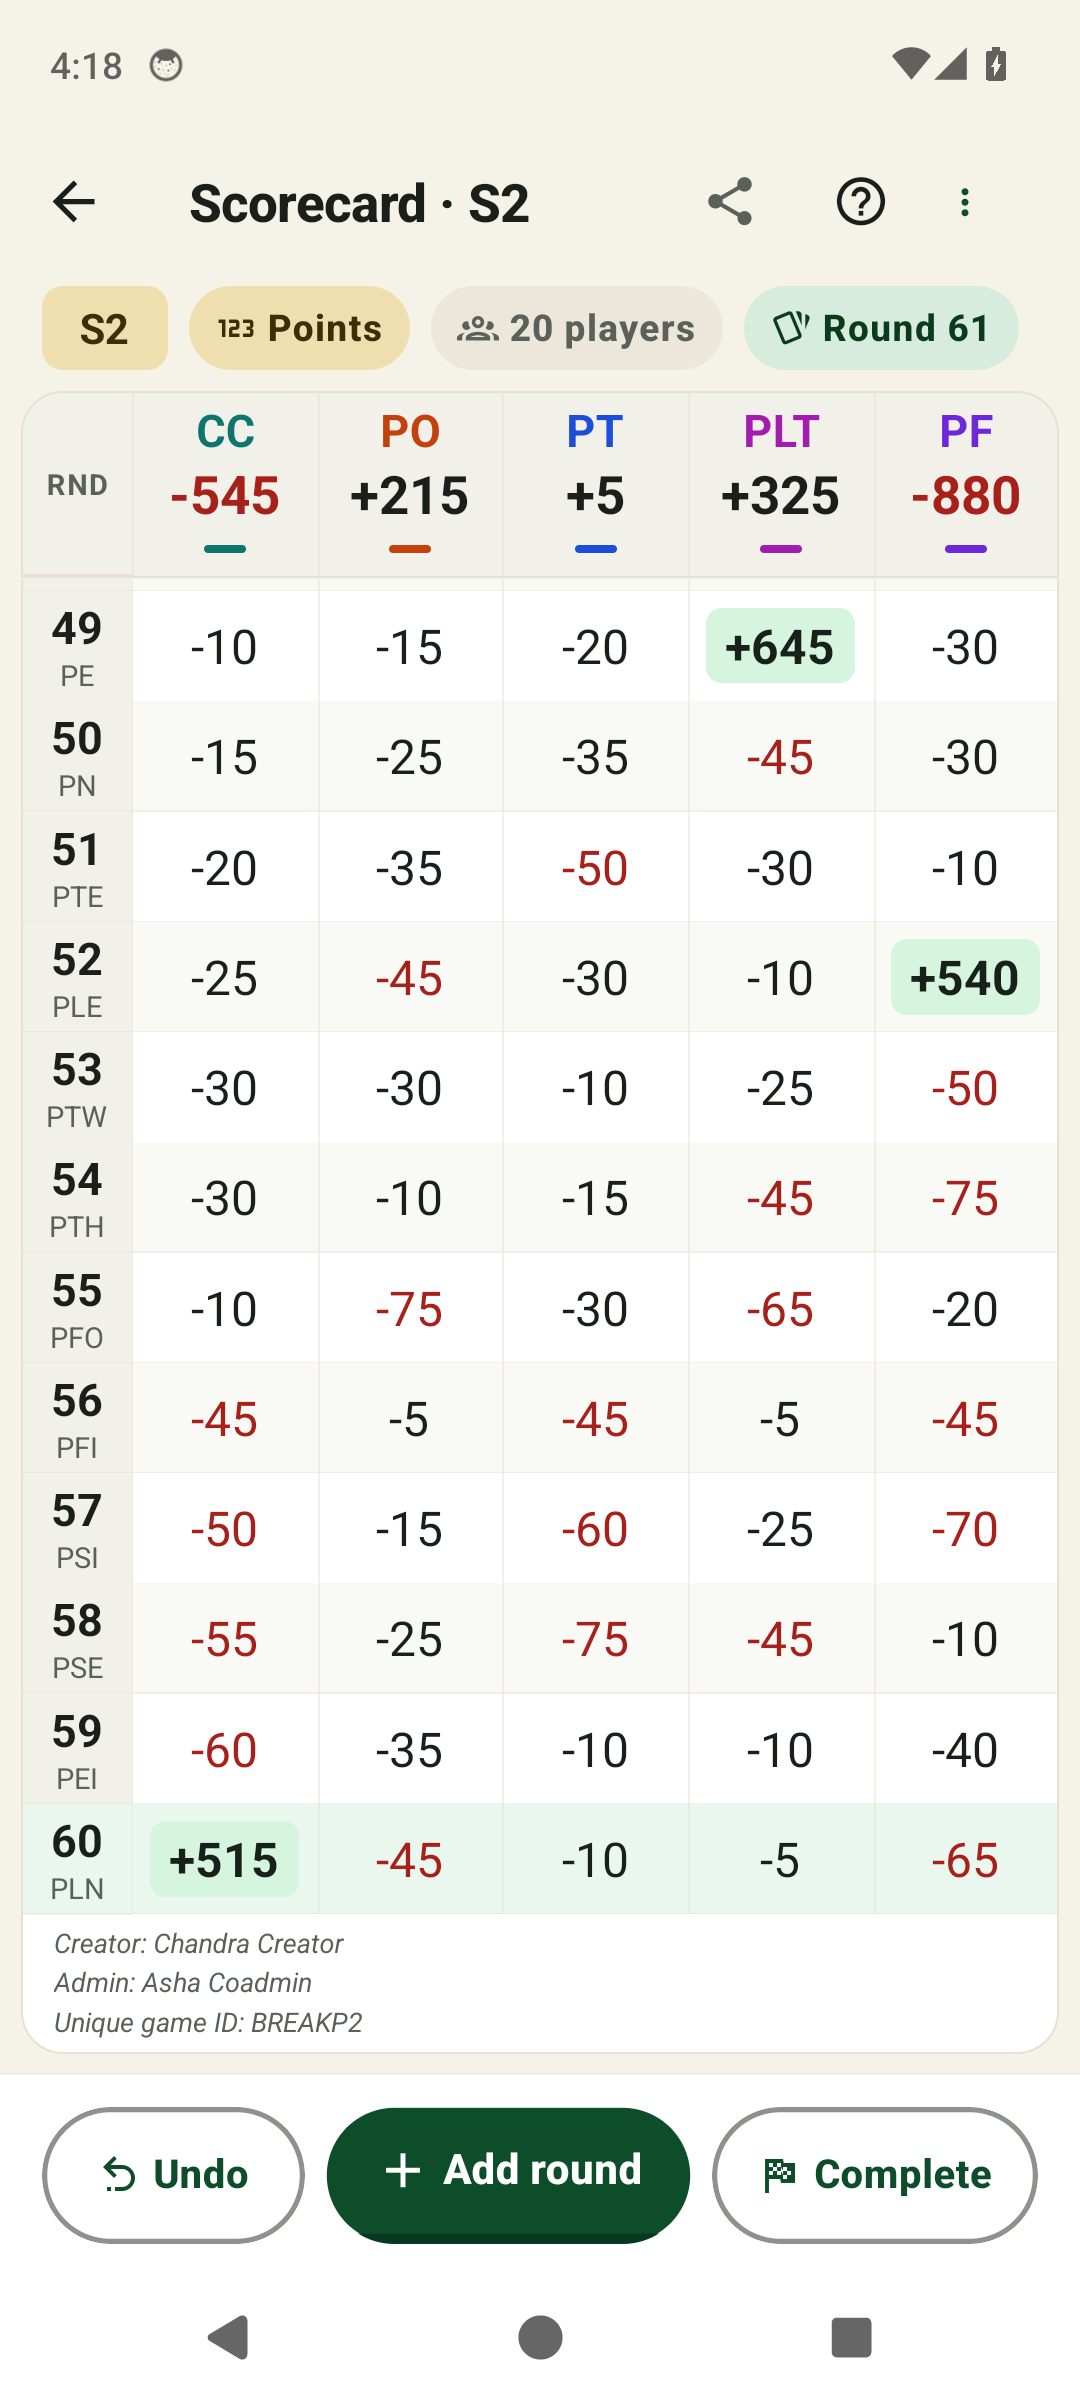 4:18
Scorecard · S2
S2 123 Points 20 players Round 61
RND CC PO PT PLT PF
-545 +215 +5 +325 -880
49 -10 -15 -20 +645 -30
PE
50 -15 -25 -35 -45 -30
PN
51 -20 -35 -50 -30 -10
PTE
52 -25 -45 -30 -10 +540
PLE
53 -30 -30 -10 -25 -50
PTW
54 -30 -10 -15 -45 -75
PTH
55 -10 -75 -30 -65 -20
PFO
56 -45 -5 -45 -5 -45
PFI
57 -50 -15 -60 -25 -70
PSI
58 -55 -25 -75 -45 -10
PSE
59 -60 -35 -10 -10 -40
PEI
60 +515 -45 -10 -5 -65
PLN
Creator: Chandra Creator
Admin: Asha Coadmin
Unique game ID: BREAKP2
Undo + Add round Complete